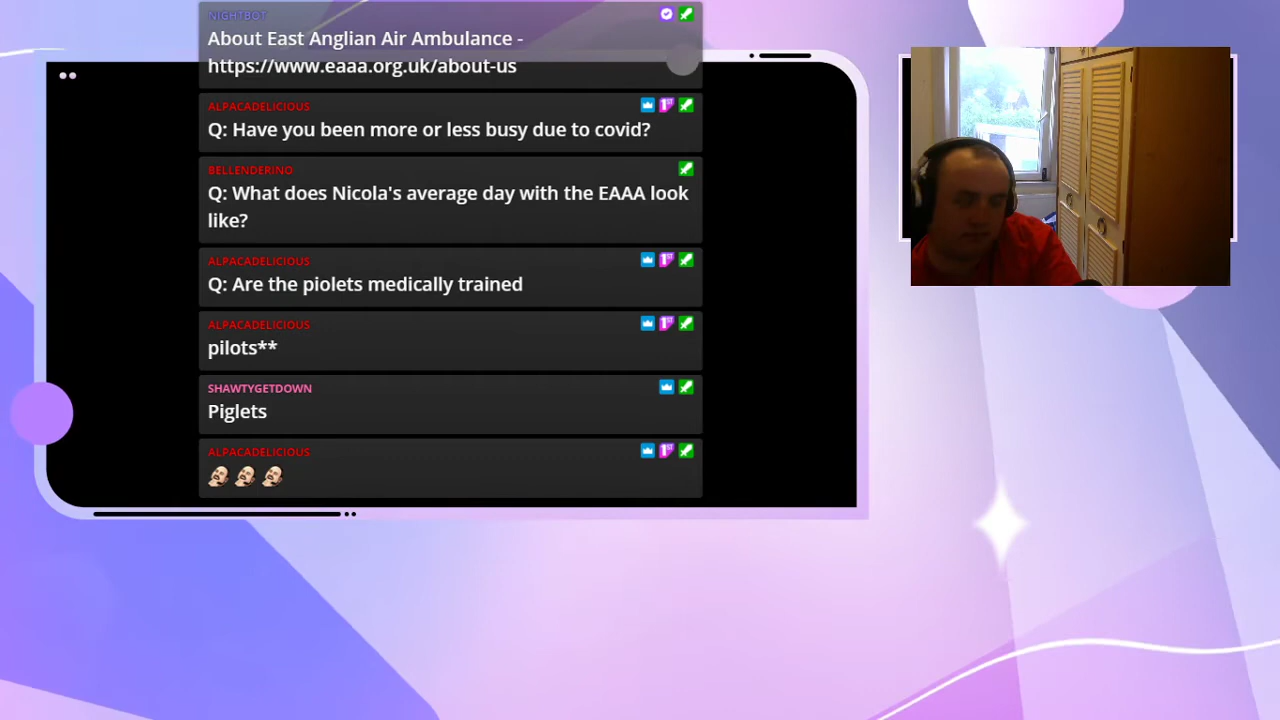 NIGHTBOT
About East Anglian Air Ambulance -
https://www.eaaa.org.uk/about-us
ALPACADELICIOUS
Q: Have you been more or less busy due to covid?
BELLENDERINO
Q: What does Nicola's average day with the EAAA look
like?
ALPACADELICIOUS
Q: Are the piolets medically trained
ALPACADELICIOUS
pilots**
SHAWTYGETDOWN
Piglets
ALPACADELICIOUS